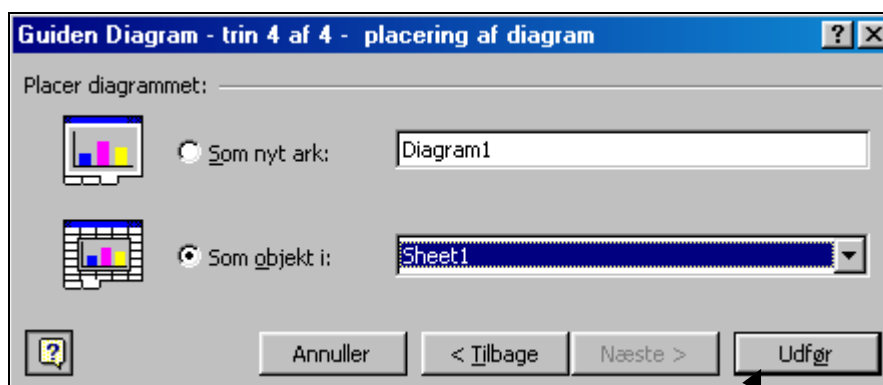 Guiden Diagram - trin 4 af 4 - placering af diagram
Placer diagrammet:
Som nyt ark: Diagram1
Som objekt i: Sheet1
Annuller < Tilbage Næste > Udfør